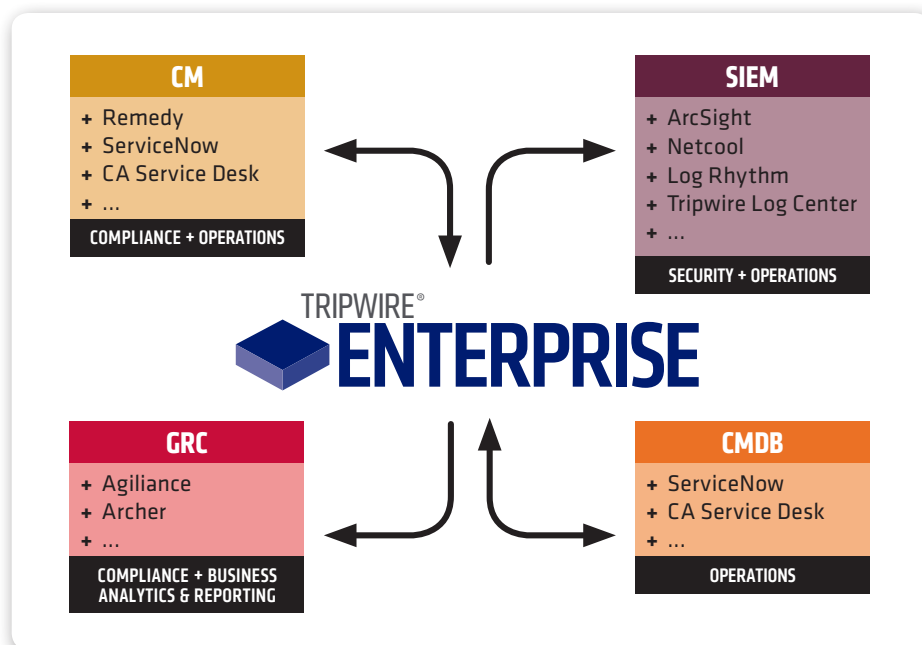 CM
+ Remedy
+ ServiceNow
+ CA Service Desk
+ ...
COMPLIANCE + OPERATIONS
SIEM
+ ArcSight
+ Netcool
+ Log Rhythm
+ Tripwire Log Center
+ ...
SECURITY + OPERATIONS
TRIPWIRE®
ENTERPRISE
GRC
+ Agiliance
+ Archer
+ ...
COMPLIANCE + BUSINESS
ANALYTICS & REPORTING
CMDB
+ ServiceNow
+ CA Service Desk
+ ...
OPERATIONS